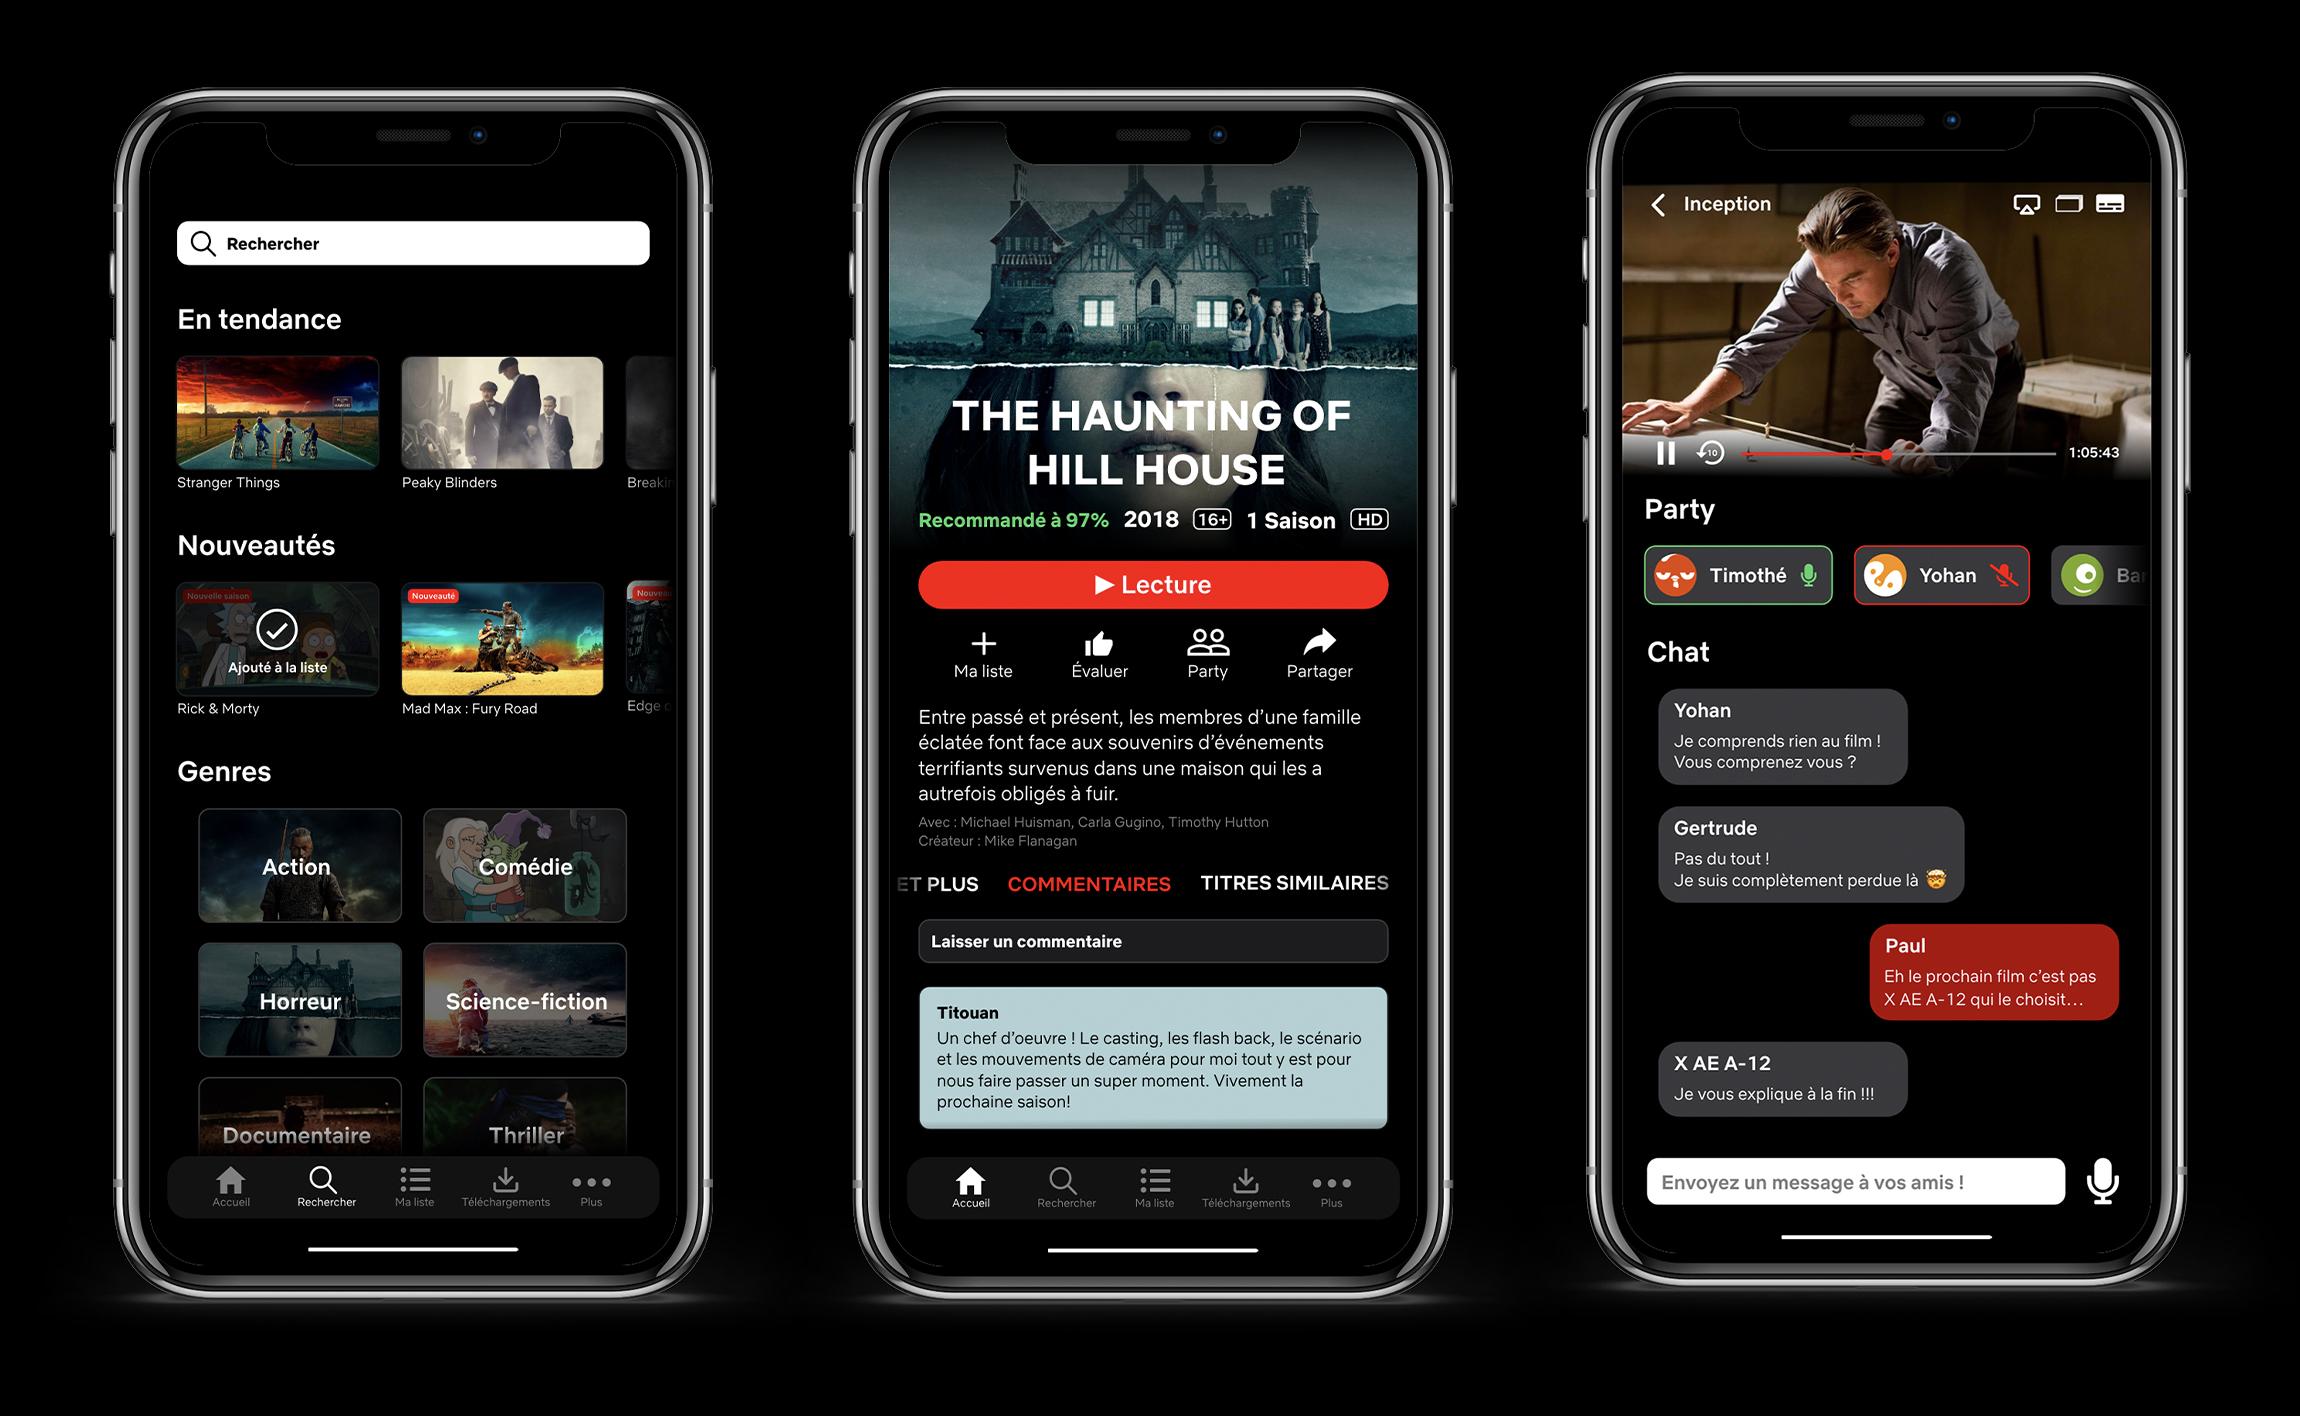 Rechercher
En tendance
Stranger Things
Peaky Blinders
Nouveautés
Nouvelle saison
Ajouté à la liste
Rick & Morty
Nouveauté
Mad Max : Fury Road
Edge
Genres
Action
Comédie
Horreur
Science-fiction
Documentaire
Thriller
Accueil
Rechercher
Ma liste
Téléchargements
Plus
THE HAUNTING OF
HILL HOUSE
Recommandé à 97% 2018 16+ 1 Saison HD
Lecture
Ma liste
Évaluer
Party
Partager
Entre passé et présent, les membres d'une famille
éclatée font face aux souvenirs d'événements
terrifiants survenus dans une maison qui les a
autrefois obligés à fuir.
Avec : Michael Huisman, Carla Gugino, Timothy Hutton
Créateur : Mike Flanagan
ET PLUS COMMENTAIRES TITRES SIMILAIRES
Laisser un commentaire
Titouan
Un chef d'oeuvre ! Le casting, les flash back, le scénario
et les mouvements de caméra pour moi tout y est pour
nous faire passer un super moment. Vivement la
prochaine saison!
Accueil
Rechercher
Ma liste
Téléchargements
Plus
Inception
10
1:05:43
Party
Timothé
Yohan
Chat
Yohan
Je comprends rien au film !
Vous comprenez vous ?
Gertrude
Pas du tout !
Je suis complètement perdue là 🤯
Paul
Eh le prochain film c'est pas
X AE A-12 qui le choisit...
X AE A-12
Je vous explique à la fin !!!
Envoyez un message à vos amis !